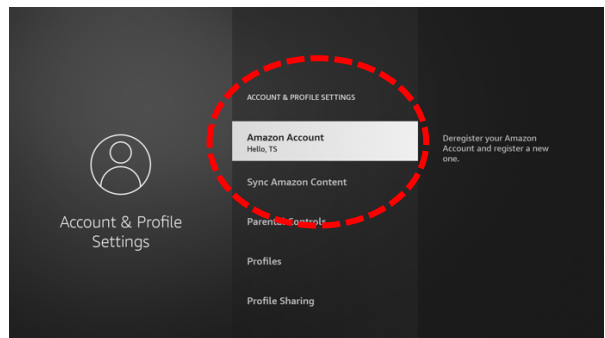 Account & Profile
Settings
ACCOUNT & PROFILE SETTINGS
Amazon Account
Hello, TS
Sync Amazon Content
Parental Controls
Profiles
Profile Sharing
Deregister your Amazon
Account and register a new
one.